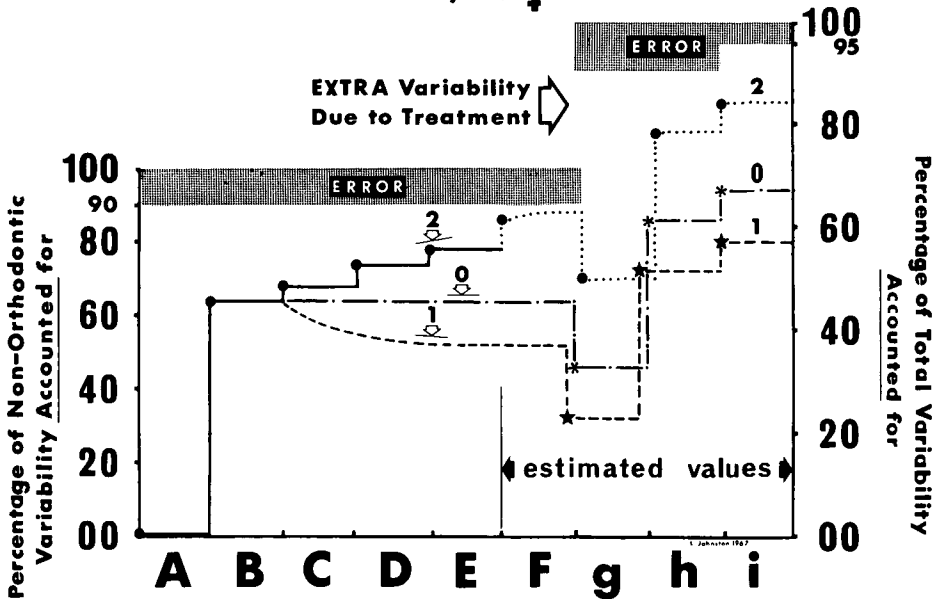 100
95
ERROR
EXTRA Variability
Due to Treatment
2
80
0
100
ERROR
90
2
60
1
80
0
60
1
40
40
20
20
estimated values
00
00
L. Johnston 1967
A B C D E F g h i
Percentage of Non-Orthodontic
Variability Accounted for
Percentage of Total Variability
Accounted for